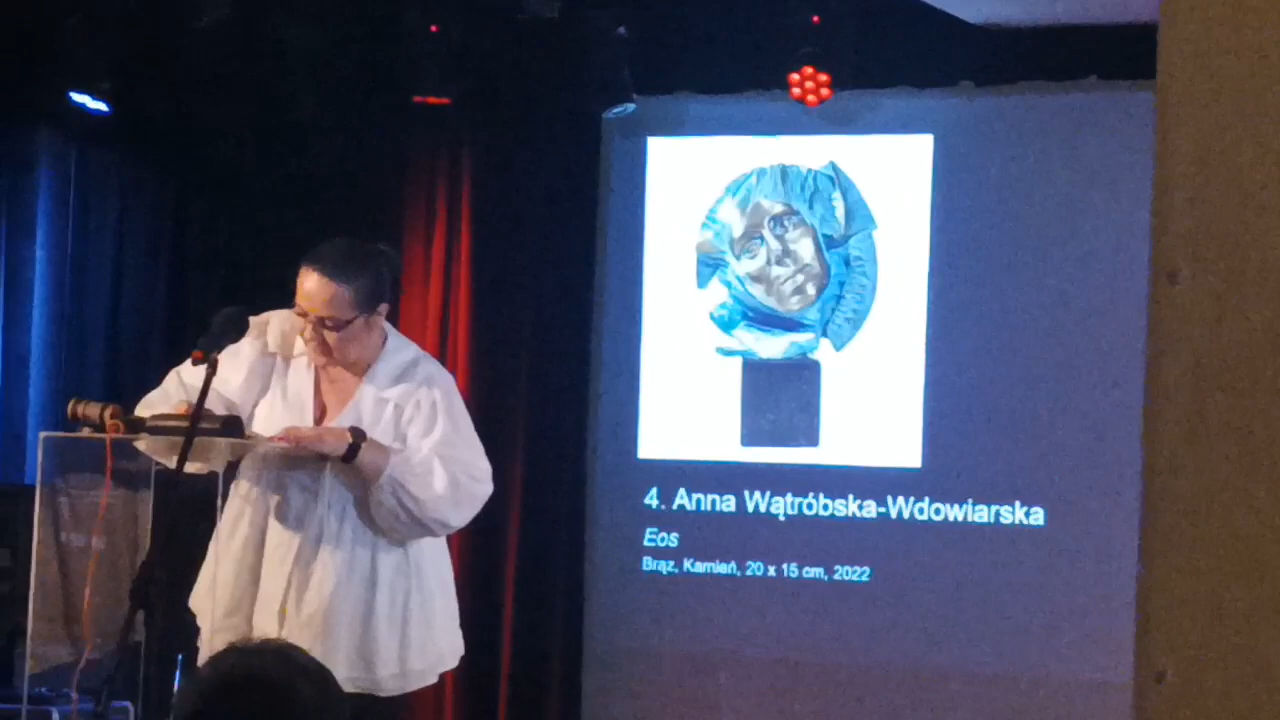 4. Anna Wątróbska-Wdowiarska
Eos
Brąz, Kamień, 20 x 15 cm, 2022